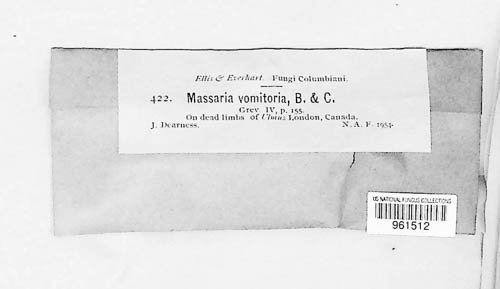 Ellis & Everhart. Fungi Columbiani.
422. Massaria vomitoria, B. & C.
Grev. IV, p. 155.
On dead limbs of Ulmus London, Canada.
J. Dearness. N. A. F. 1954.
US NATIONAL FUNGUS COLLECTIONS
961512